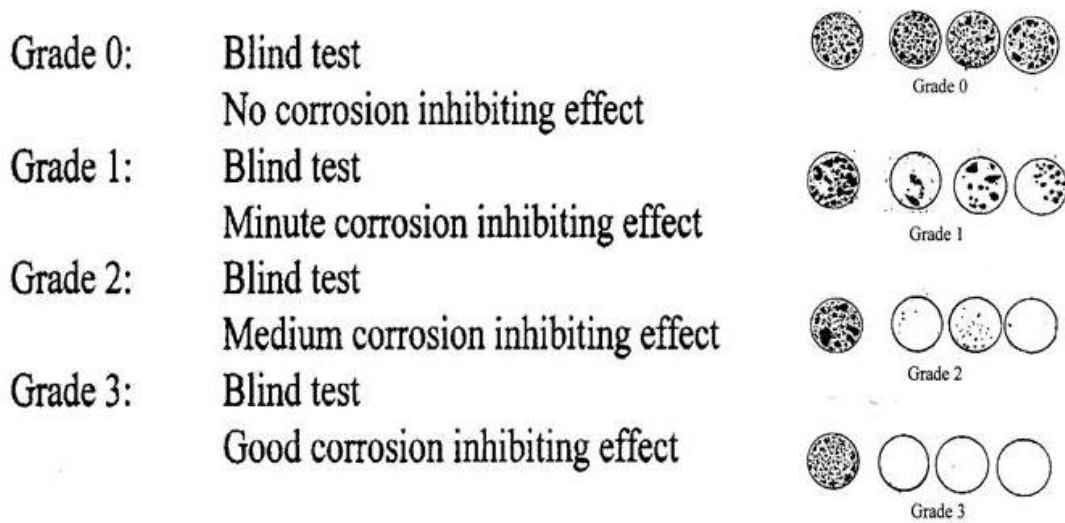 Grade 0: Blind test
No corrosion inhibiting effect
Grade 1: Blind test
Minute corrosion inhibiting effect
Grade 2: Blind test
Medium corrosion inhibiting effect
Grade 3: Blind test
Good corrosion inhibiting effect
Grade 0
Grade 1
Grade 2
Grade 3